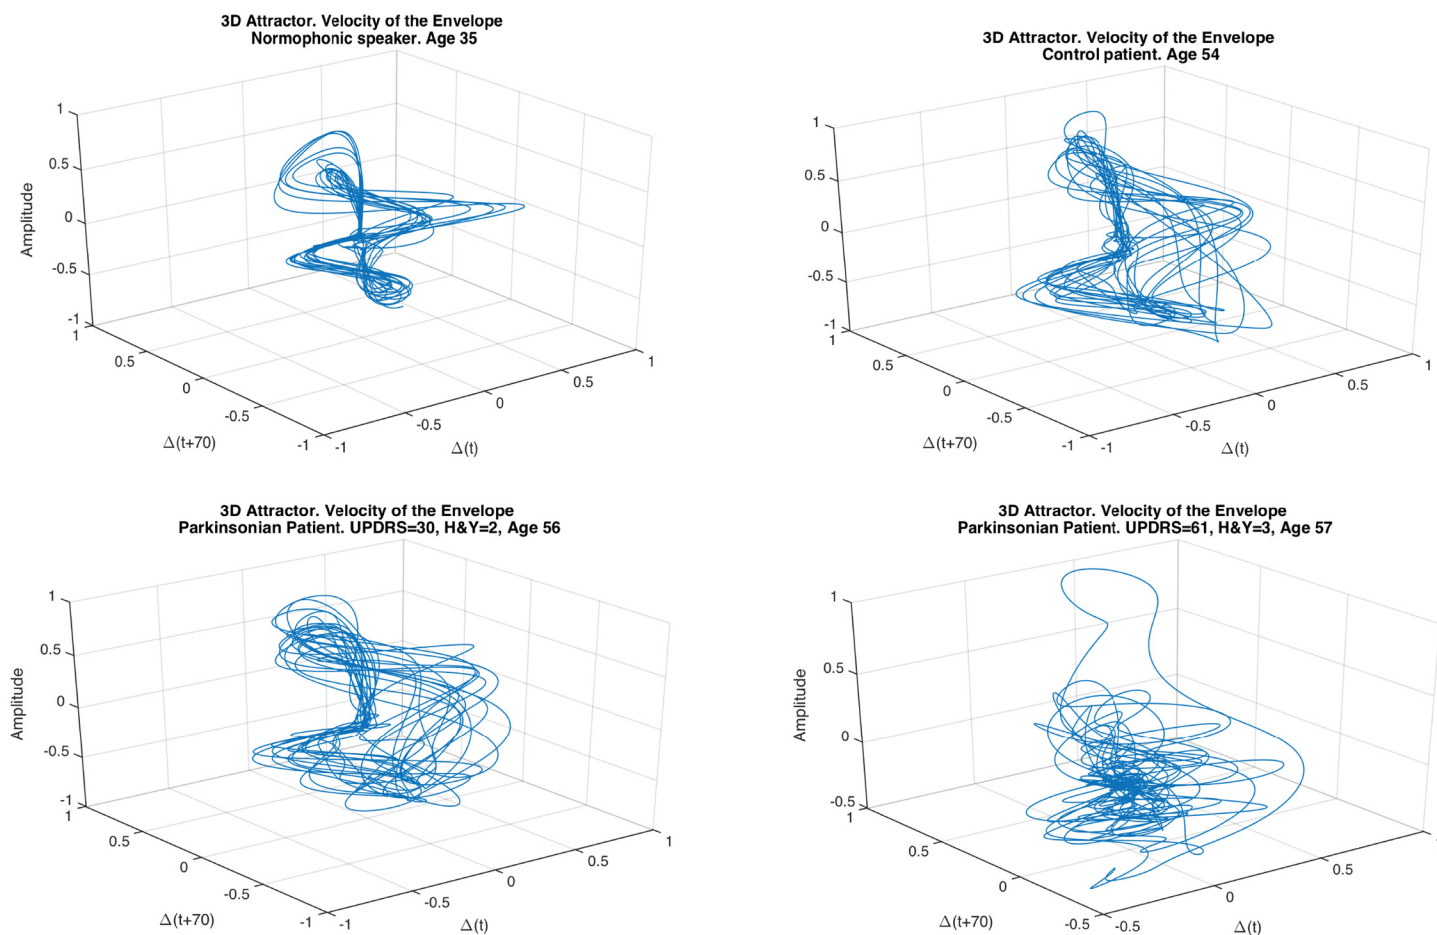 3D Attractor. Velocity of the Envelope
Normophonic speaker. Age 35
1
0.5
0
-0.5
-1
Amplitude
1
0.5
0
-0.5
-1
Δ(t+70)
-1
-0.5
0
0.5
1
Δ(t)
3D Attractor. Velocity of the Envelope
Control patient. Age 54
1
0.5
0
-0.5
-1
Amplitude
1
0.5
0
-0.5
-1
Δ(t+70)
-1
-0.5
0
0.5
1
Δ(t)
3D Attractor. Velocity of the Envelope
Parkinsonian Patient. UPDRS=30, H&Y=2, Age 56
1
0.5
0
-0.5
-1
Amplitude
1
0.5
0
-0.5
-1
Δ(t+70)
-1
-0.5
0
0.5
1
Δ(t)
3D Attractor. Velocity of the Envelope
Parkinsonian Patient. UPDRS=61, H&Y=3, Age 57
1
0.5
0
-0.5
Amplitude
1
0.5
0
-0.5
Δ(t+70)
-0.5
0
0.5
Δ(t)